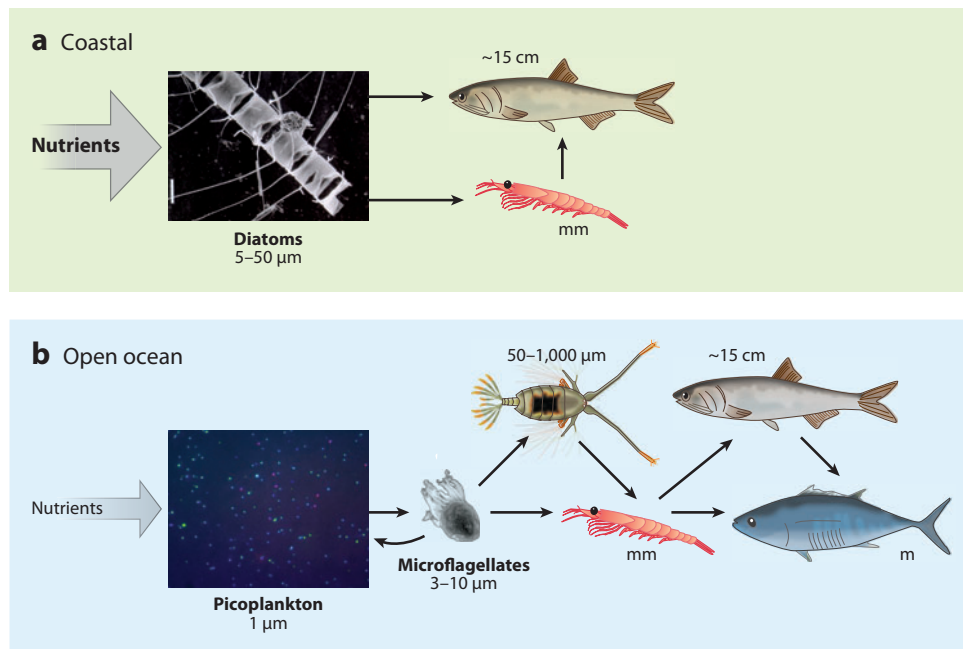 a Coastal
~15 cm
Nutrients
mm
Diatoms
5–50 μm
b Open ocean
50–1,000 μm
~15 cm
Nutrients
mm
m
Microflagellates
3–10 μm
Picoplankton
1 μm